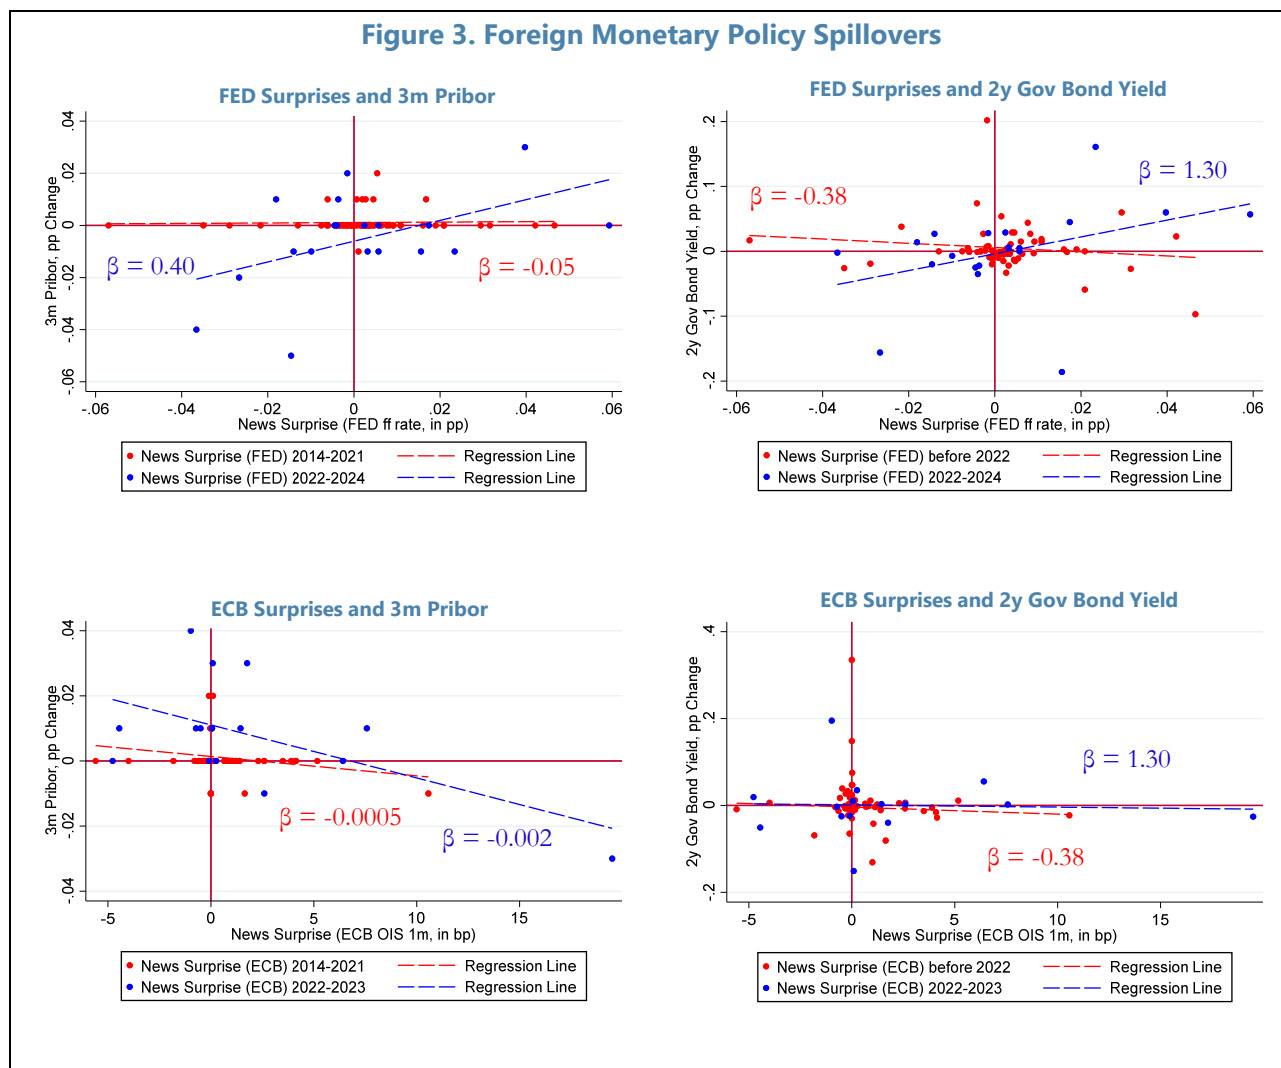 Figure 3. Foreign Monetary Policy Spillovers
FED Surprises and 3m Pribor
3m Pribor, pp Change
.04
.02
0
-.02
-.04
-.06
β = 0.40
β = -0.05
-.06
-.04
-.02
0
.02
.04
.06
News Surprise (FED ff rate, in pp)
News Surprise (FED) 2014-2021
Regression Line
News Surprise (FED) 2022-2024
Regression Line
FED Surprises and 2y Gov Bond Yield
2y Gov Bond Yield, pp Change
.2
.1
0
-.1
-.2
β = -0.38
β = 1.30
-.06
-.04
-.02
0
.02
.04
.06
News Surprise (FED ff rate, in pp)
News Surprise (FED) before 2022
Regression Line
News Surprise (FED) 2022-2024
Regression Line
ECB Surprises and 3m Pribor
3m Pribor, pp Change
.04
.02
0
-.02
-.04
β = -0.0005
β = -0.002
-5
0
5
10
15
News Surprise (ECB OIS 1m, in bp)
News Surprise (ECB) 2014-2021
Regression Line
News Surprise (ECB) 2022-2023
Regression Line
ECB Surprises and 2y Gov Bond Yield
2y Gov Bond Yield, pp Change
.4
.2
0
-.2
β = 1.30
β = -0.38
-5
0
5
10
15
News Surprise (ECB OIS 1m, in bp)
News Surprise (ECB) before 2022
Regression Line
News Surprise (ECB) 2022-2023
Regression Line